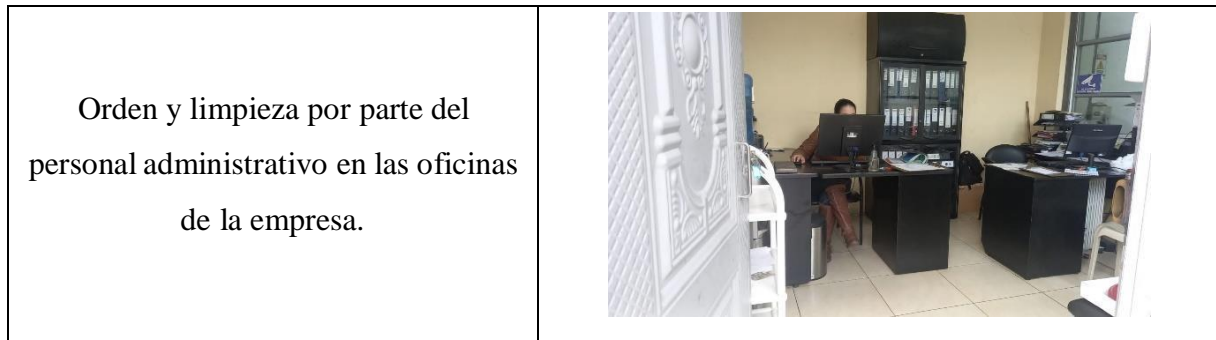 Orden y limpieza por parte del
personal administrativo en las oficinas
de la empresa.